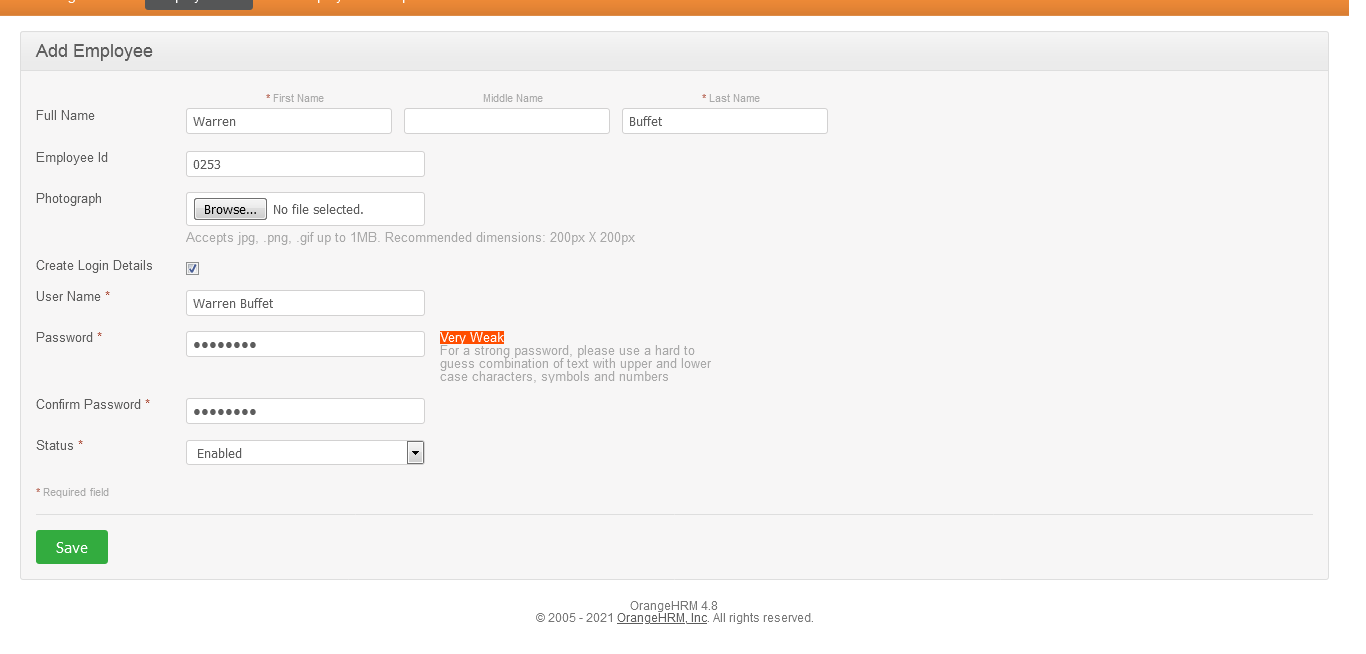 Add Employee
* First Name
Middle Name
* Last Name
Full Name
Warren
Buffet
Employee Id
0253
Photograph
Browse...
No file selected.
Accepts jpg, .png, .gif up to 1MB. Recommended dimensions: 200px X 200px
Create Login Details
User Name *
Warren Buffet
Password *
Very Weak
For a strong password, please use a hard to
guess combination of text with upper and lower
case characters, symbols and numbers
Confirm Password *
Status *
Enabled
* Required field
Save
OrangeHRM 4.8
© 2005 - 2021 OrangeHRM, Inc. All rights reserved.